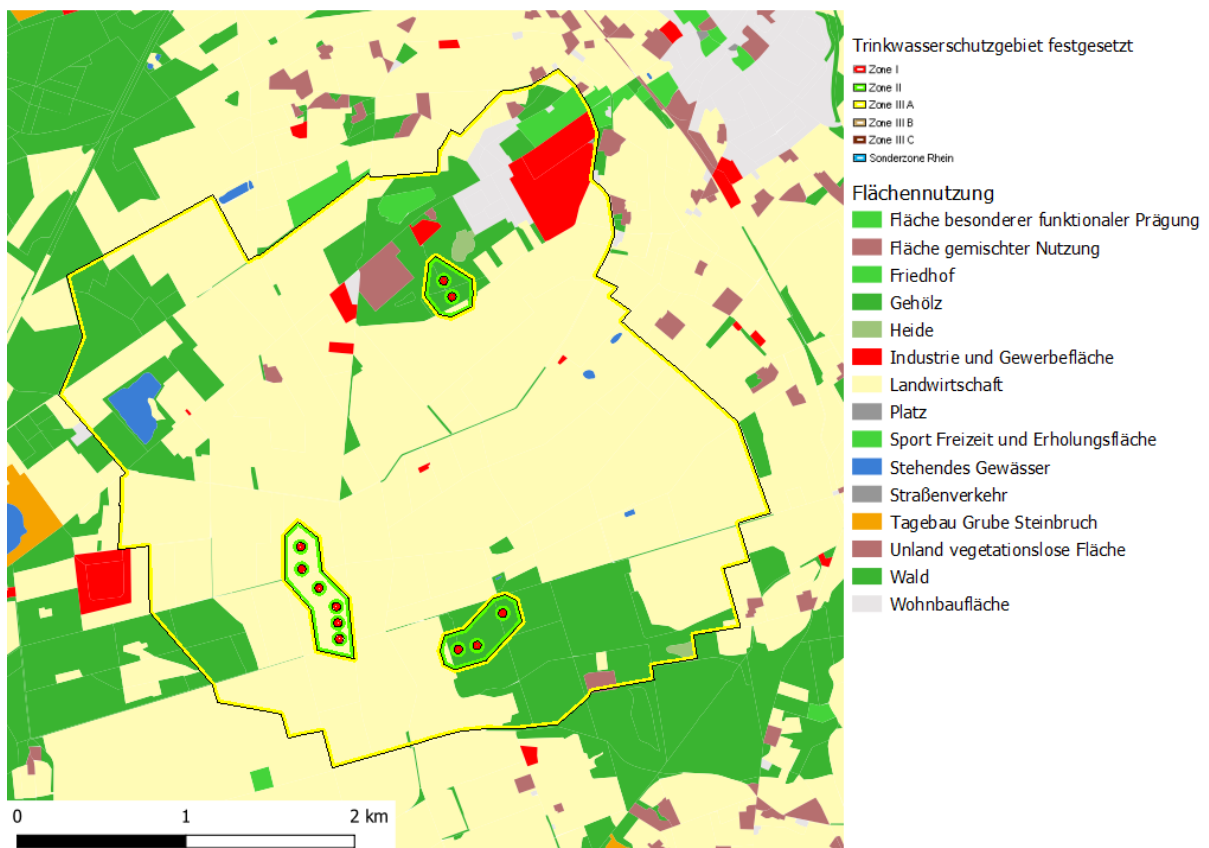 Trinkwasserschutzgebiet festgesetzt
Zone I
Zone II
Zone III A
Zone III B
Zone III C
Sonderzone Rhein
Flächennutzung
Fläche besonderer funktionaler Prägung
Fläche gemischter Nutzung
Friedhof
Gehölz
Heide
Industrie und Gewerbefläche
Landwirtschaft
Platz
Sport Freizeit und Erholungsfläche
Stehendes Gewässer
Straßenverkehr
Tagebau Grube Steinbruch
Unland vegetationslose Fläche
Wald
Wohnbaufläche
0 1 2 km